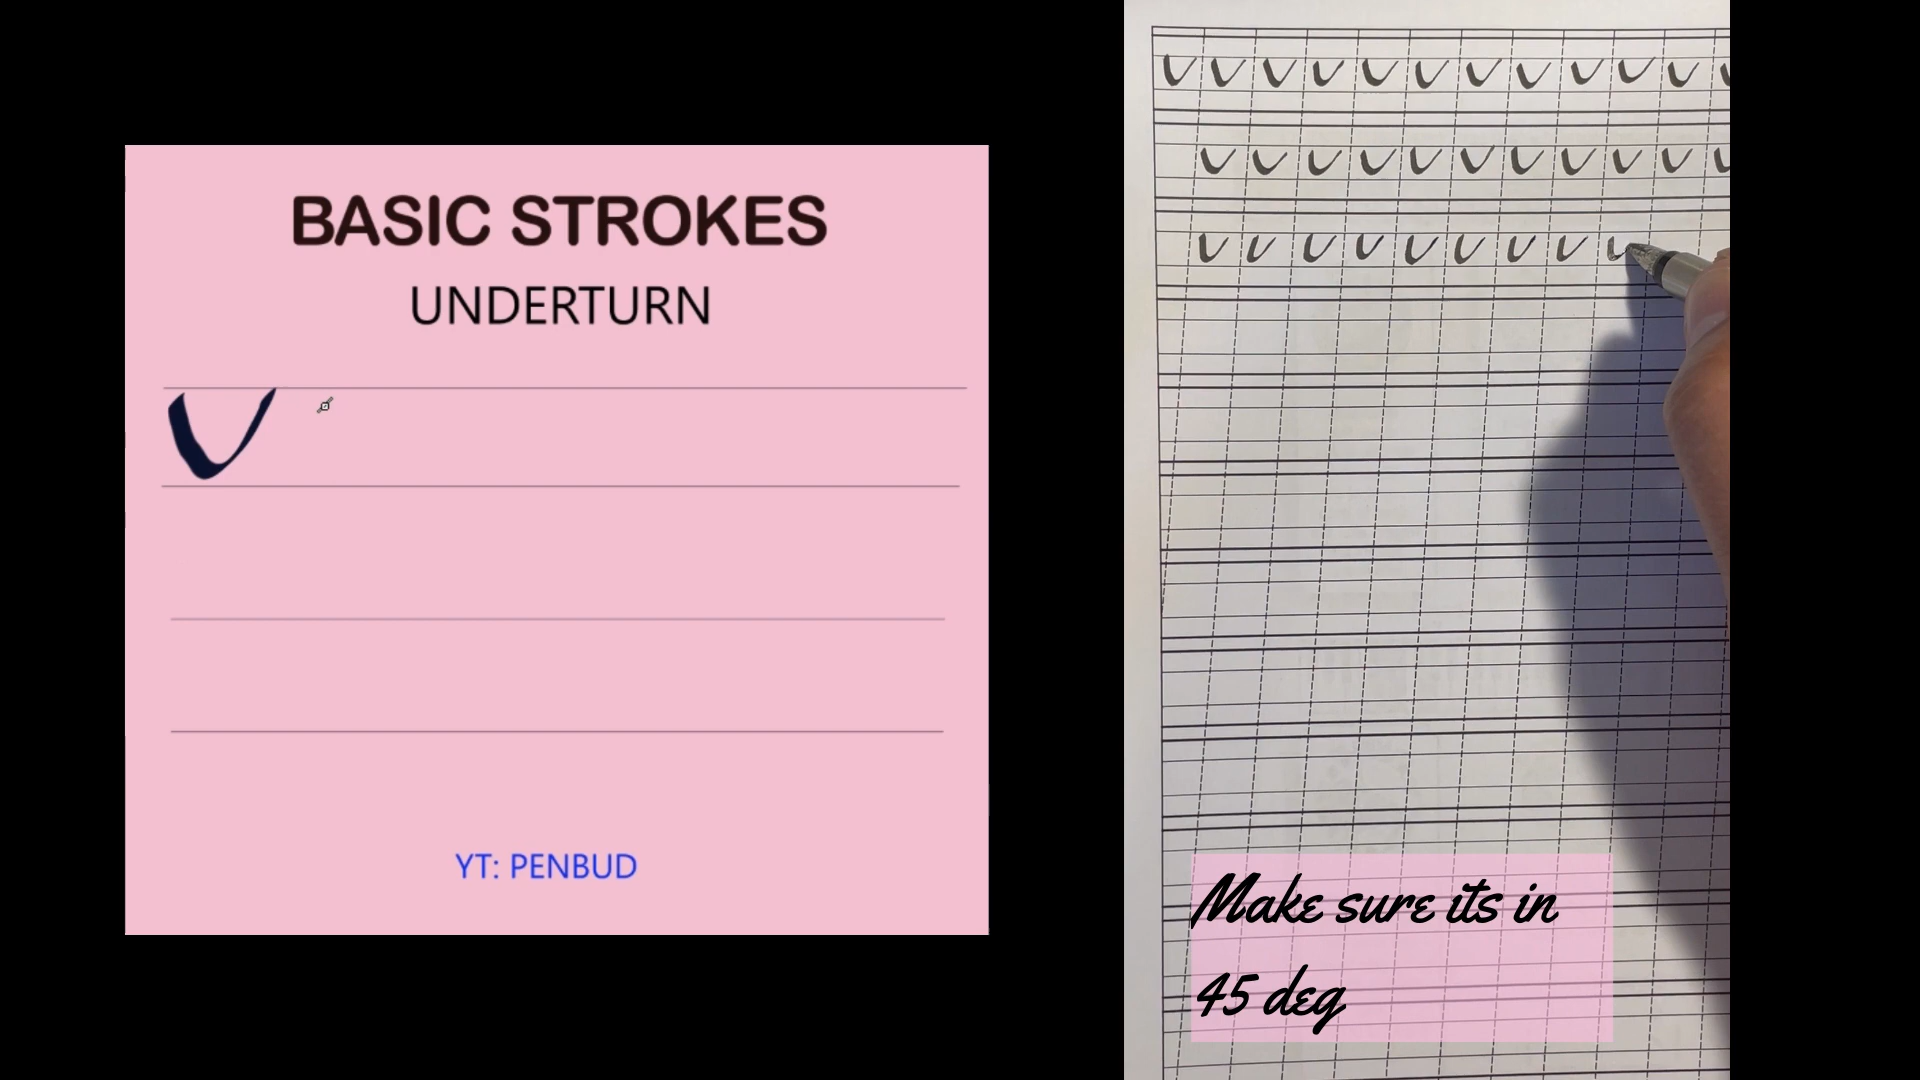 BASIC STROKES
UNDERTURN
YT: PENBUD
Make sure its in
45 deg